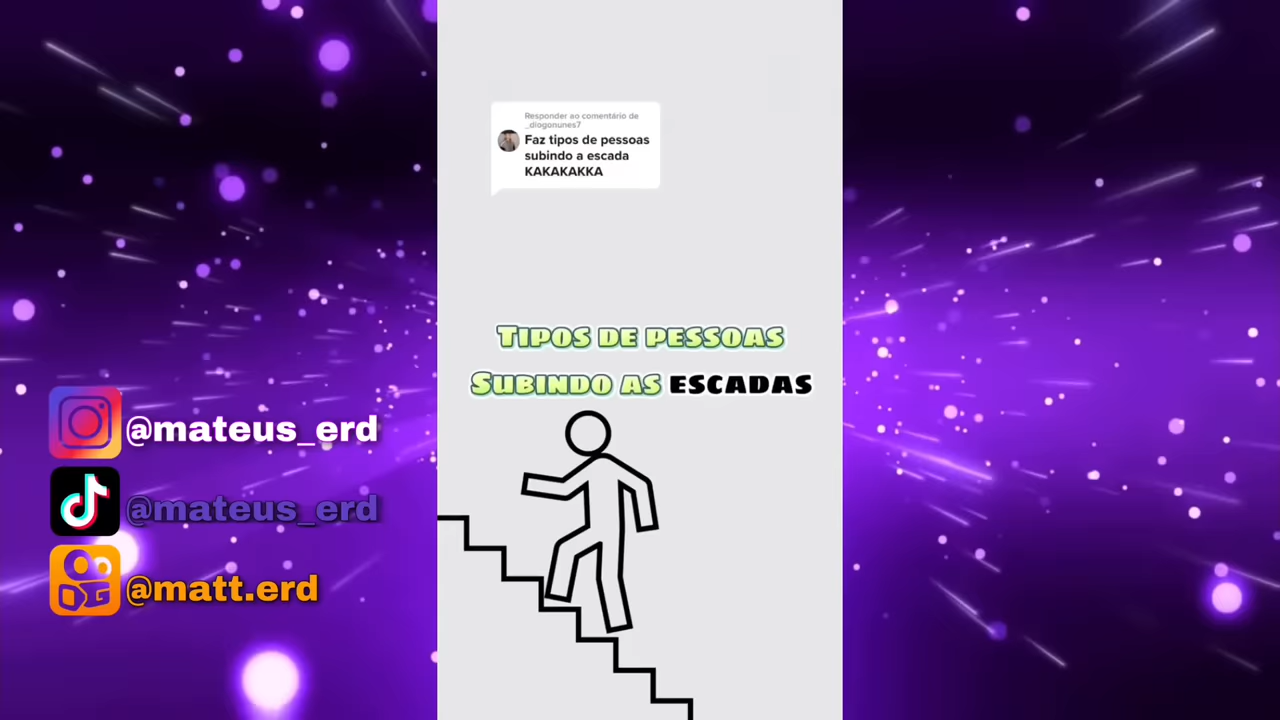 Responder ao comentário de
_diogonunes7
Faz tipos de pessoas
subindo a escada
KAKAKAKKA
Tipos de pessoas
Subindo as escadas
@mateus_erd
@mateus_erd
@matt.erd